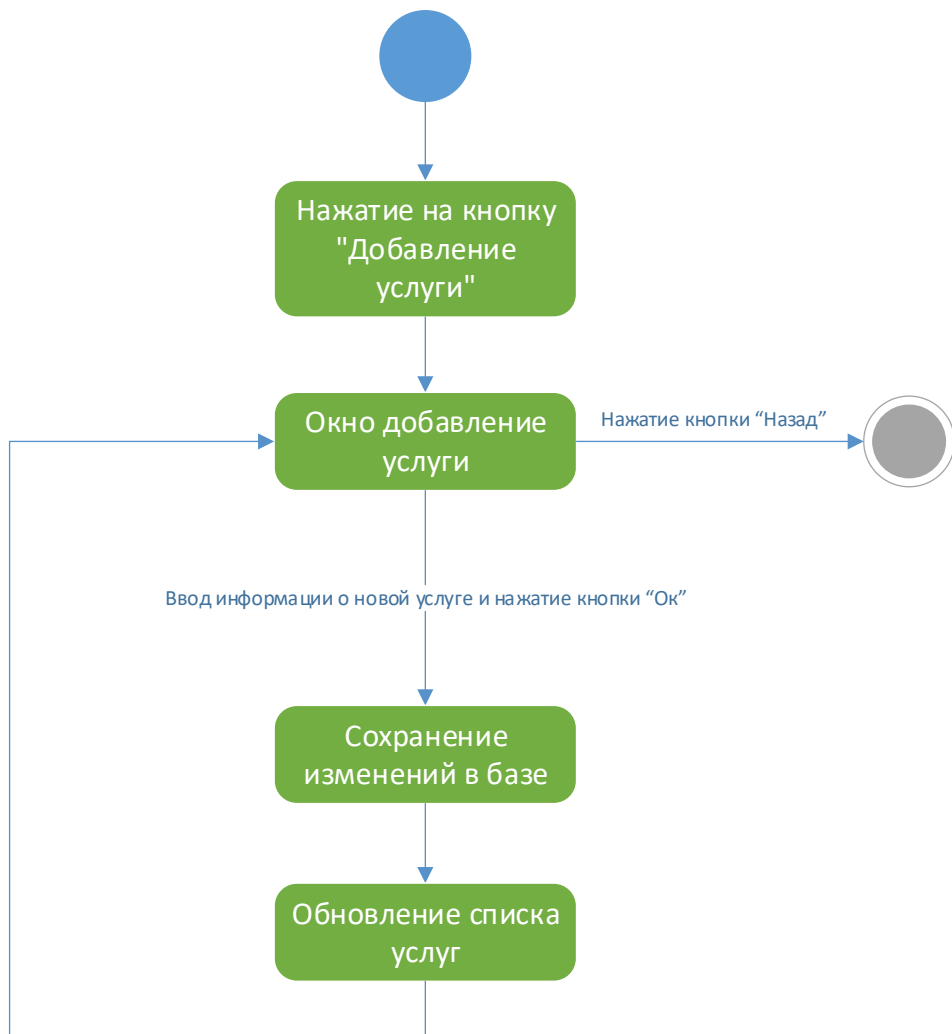 Нажатие на кнопку
"Добавление
услуги"
Окно добавление
услуги
Нажатие кнопки “Назад”
Ввод информации о новой услуге и нажатие кнопки “Ок”
Сохранение
изменений в базе
Обновление списка
услуг